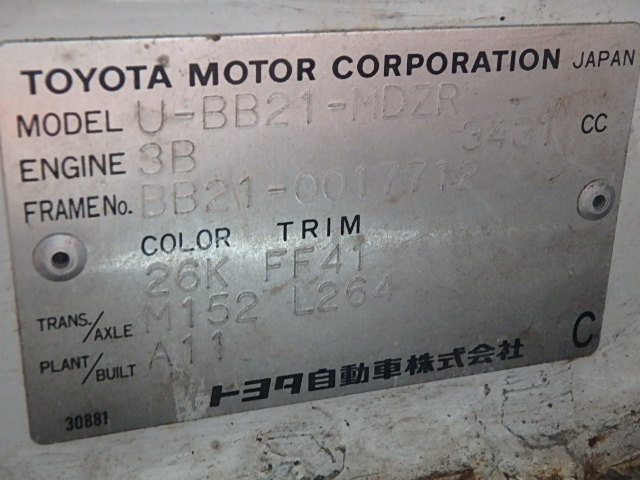 TOYOTA MOTOR CORPORATION JAPAN
MODEL U-BB21-MDZR
ENGINE 3B 3431 CC
FRAME No. BB21-0017712
COLOR TRIM
26K FF41
TRANS./AXLE M152 L264
PLANT/BUILT A11
C
トヨタ自動車株式会社
30881